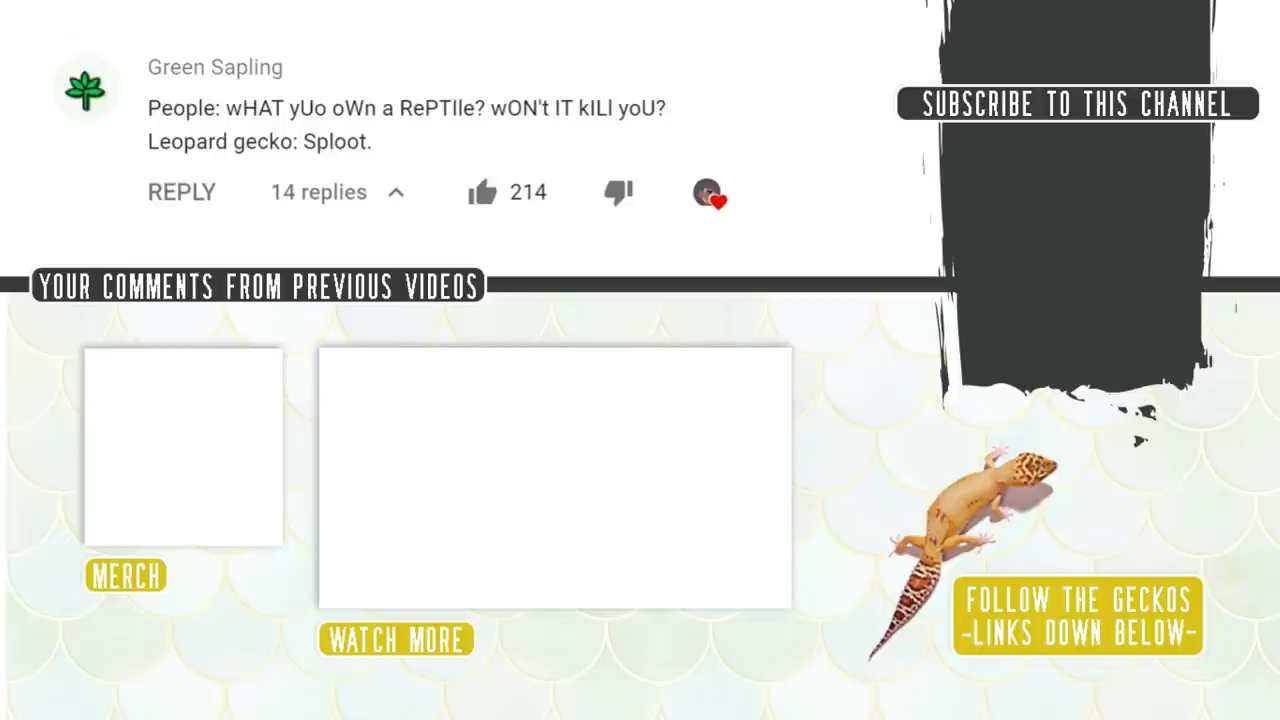 Green Sapling
People: wHAT yUo oWn a RePTIle? wON't IT kILl yoU?
Leopard gecko: Sploot.
REPLY 14 replies 214
SUBSCRIBE TO THIS CHANNEL
YOUR COMMENTS FROM PREVIOUS VIDEOS
MERCH
WATCH MORE
FOLLOW THE GECKOS
-LINKS DOWN BELOW-